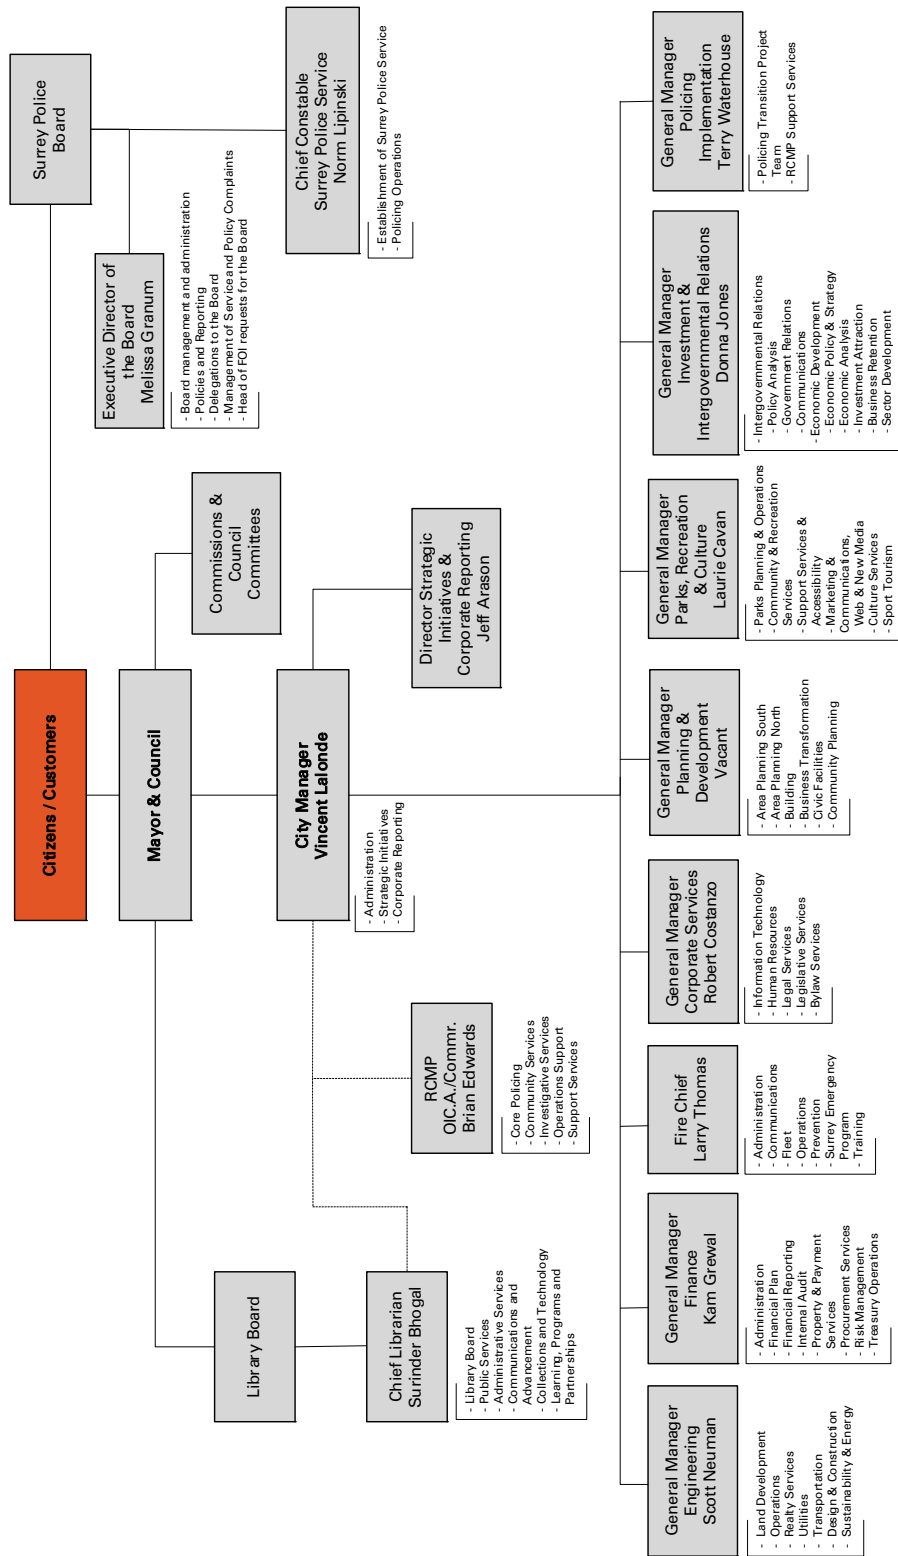 Citizens / Customers
Surrey Police
Board
Mayor & Council
Commissions &
Council
Committees
Executive Director of
the Board
Melissa Granum
- Board management and administration
- Policies and Reporting
- Delegations to the Board
- Management of Service and Policy Complaints
- Head of FOI requests for the Board
Library Board
City Manager
Vincent Lalonde
- Administration
- Strategic Initiatives
- Corporate Reporting
Chief Constable
Surrey Police Service
Norm Lipinski
- Establishment of Surrey Police Service
- Policing Operations
Chief Librarian
Surinder Bhogal
- Library Board
- Public Services
- Administrative Services
- Communications and
Advancement
- Collections and Technology
- Learning, Programs and
Partnerships
RCMP
OIC.A./Commr.
Brian Edwards
- Core Policing
- Community Services
- Investigative Services
- Operations Support
- Support Services
Director Strategic
Initiatives &
Corporate Reporting
Jeff Arason
General Manager
Engineering
Scott Neuman
- Land Development
- Operations
- Realty Services
- Utilities
- Transportation
- Design & Construction
- Sustainability & Energy
General Manager
Finance
Kam Grewal
- Administration
- Financial Plan
- Financial Reporting
- Internal Audit
- Property & Payment
Services
- Procurement Services
- Risk Management
- Treasury Operations
Fire Chief
Larry Thomas
- Administration
- Communications
- Fleet
- Operations
- Prevention
- Surrey Emergency
Program
- Training
General Manager
Corporate Services
Robert Costanzo
- Information Technology
- Human Resources
- Legal Services
- Legislative Services
- Bylaw Services
General Manager
Planning &
Development
Vacant
- Area Planning South
- Area Planning North
- Building
- Business Transformation
- Civic Facilities
- Community Planning
General Manager
Parks, Recreation
& Culture
Laurie Cavan
- Parks Planning & Operations
- Community & Recreation
Services
- Support Services &
Accessibility
- Marketing &
Communications,
Web & New Media
- Culture Services
- Sport Tourism
General Manager
Investment &
Intergovernmental Relations
Donna Jones
- Intergovernmental Relations
- Policy Analysis
- Government Relations
- Communications
- Economic Development
- Economic Policy & Strategy
- Economic Analysis
- Investment Attraction
- Business Retention
- Sector Development
General Manager
Policing
Implementation
Terry Waterhouse
- Policing Transition Project
Team
- RCMP Support Services